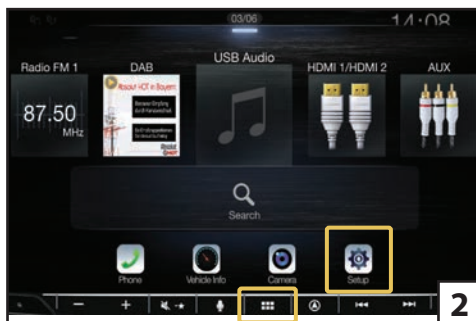 03/06
14:08
Radio FM 1
DAB
USB Audio
HDMI 1/HDMI 2
AUX
87.50
MHz
Search
Phone
Vehicle Info
Camera
Setup
2